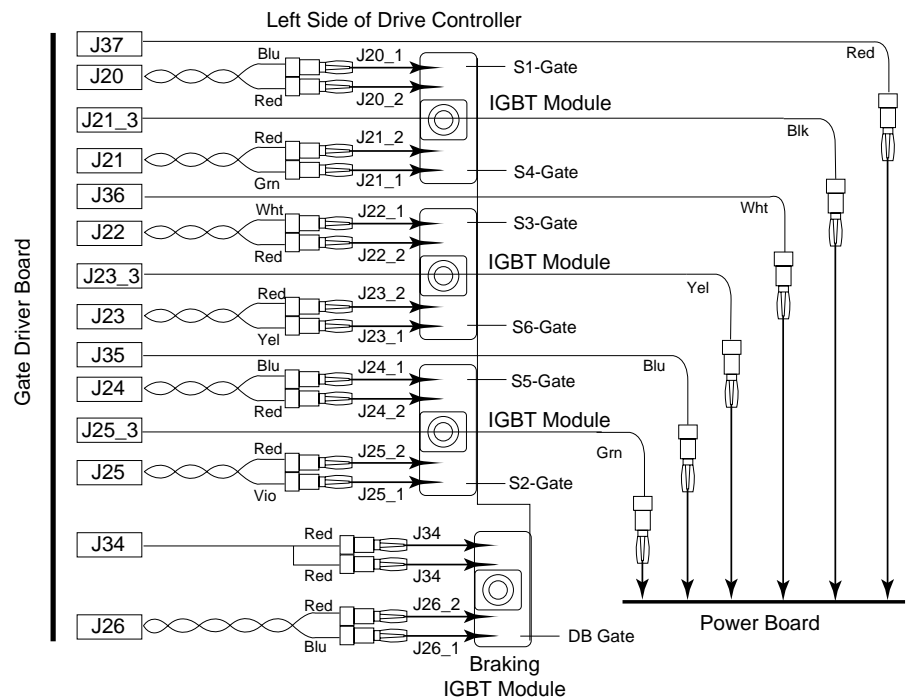 Left Side of Drive Controller
Gate Driver Board
J37
Red
J20
Blu
J20_1
S1-Gate
Red
J20_2
IGBT Module
J21_3
Blk
J21
Red
J21_2
Grn
J21_1
S4-Gate
J36
Wht
J22
Wht
J22_1
S3-Gate
Red
J22_2
IGBT Module
J23_3
Yel
J23
Red
J23_2
Yel
J23_1
S6-Gate
J35
Blu
J24
Blu
J24_1
S5-Gate
Red
J24_2
IGBT Module
J25_3
Grn
J25
Red
J25_2
Vio
J25_1
S2-Gate
J34
Red
J34
Red
J34
J26
Red
J26_2
Blu
J26_1
DB Gate
Power Board
Braking
IGBT Module